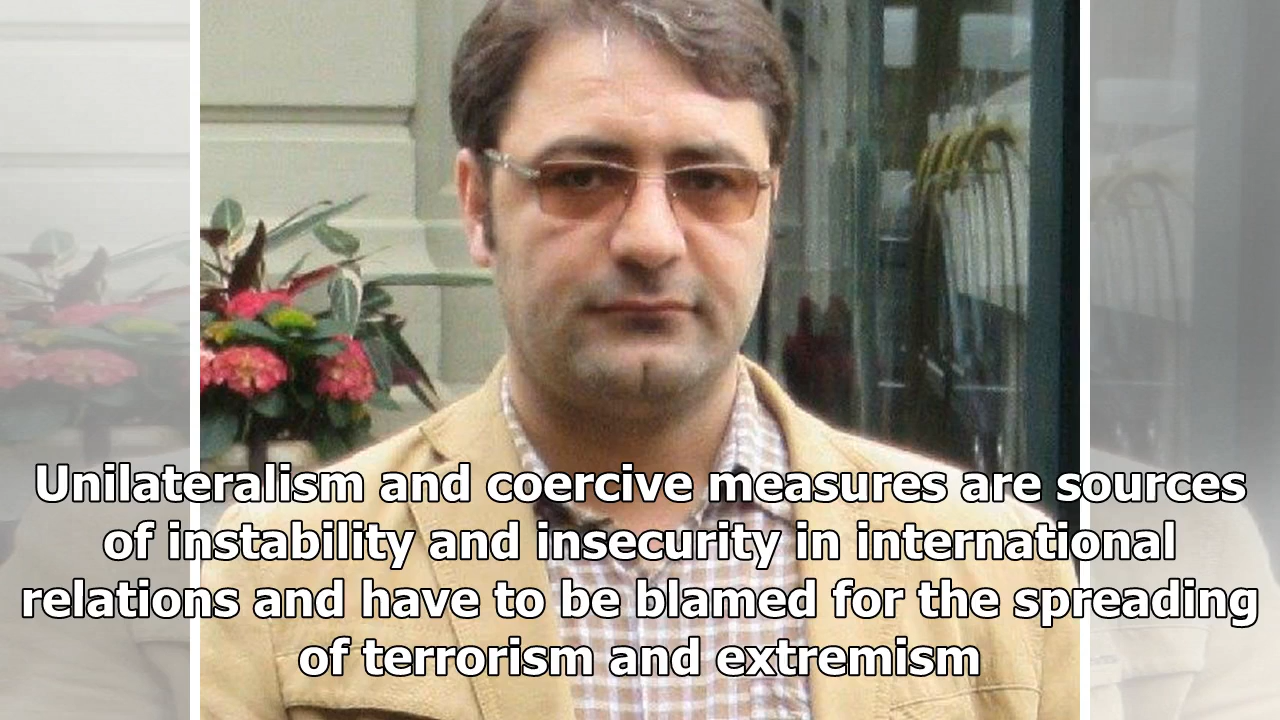 Unilateralism and coercive measures are sources
of instability and insecurity in international
relations and have to be blamed for the spreading
of terrorism and extremism